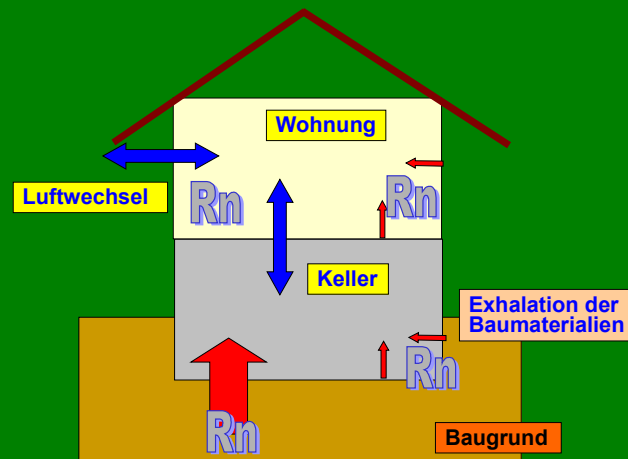 Wohnung
Luftwechsel
Rn
Rn
Keller
Exhalation der
Baumaterialien
Rn
Rn
Baugrund